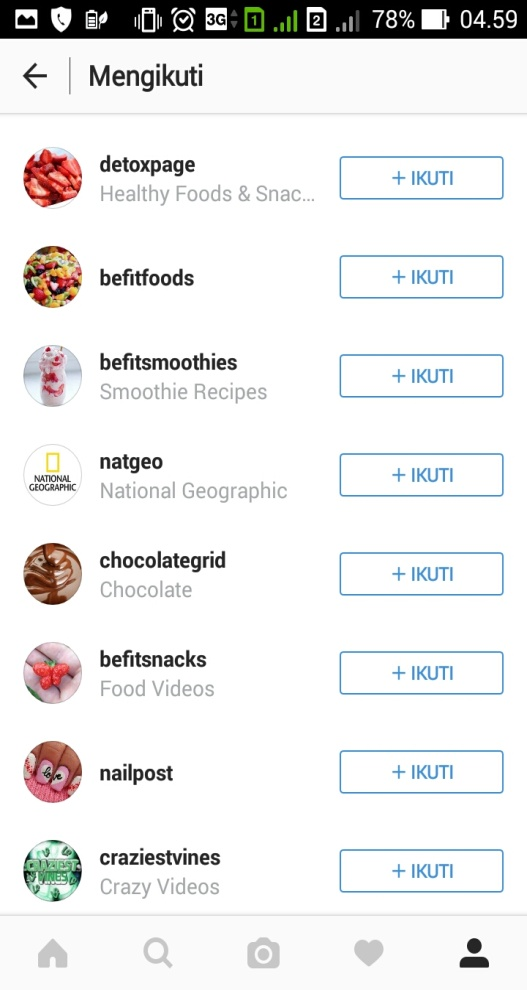 3G 1 2 78% 04.59
Mengikuti
detoxpage
Healthy Foods & Snac...
+ IKUTI
befitfoods
+ IKUTI
befitsmoothies
Smoothie Recipes
+ IKUTI
NATIONAL
GEOGRAPHIC
natgeo
National Geographic
+ IKUTI
chocolategrid
Chocolate
+ IKUTI
befitsnacks
Food Videos
+ IKUTI
love
nailpost
+ IKUTI
CRAZIEST
VINES
craziestvines
Crazy Videos
+ IKUTI